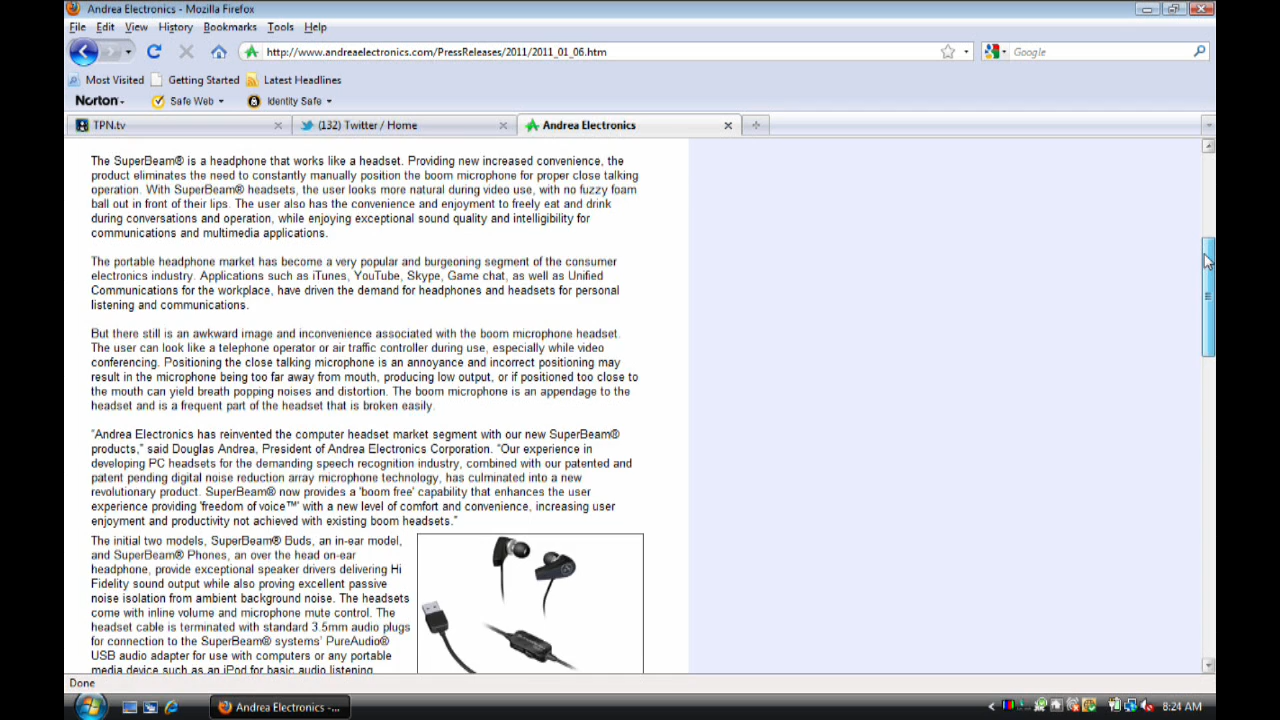 Andrea Electronics - Mozilla Firefox
File Edit View History Bookmarks Tools Help
http://www.andreaelectronics.com/PressReleases/2011/2011_01_06.htm
Google
Most Visited Getting Started Latest Headlines
Norton Safe Web Identity Safe
TPN.tv (132) Twitter / Home Andrea Electronics
The SuperBeam® is a headphone that works like a headset. Providing new increased convenience, the
product eliminates the need to constantly manually position the boom microphone for proper close talking
operation. With SuperBeam® headsets, the user looks more natural during video use, with no fuzzy foam
ball out in front of their lips. The user also has the convenience and enjoyment to freely eat and drink
during conversations and operation, while enjoying exceptional sound quality and intelligibility for
communications and multimedia applications.
The portable headphone market has become a very popular and burgeoning segment of the consumer
electronics industry. Applications such as iTunes, YouTube, Skype, Game chat, as well as Unified
Communications for the workplace, have driven the demand for headphones and headsets for personal
listening and communications.
But there still is an awkward image and inconvenience associated with the boom microphone headset.
The user can look like a telephone operator or air traffic controller during use, especially while video
conferencing. Positioning the close talking microphone is an annoyance and incorrect positioning may
result in the microphone being too far away from mouth, producing low output, or if positioned too close to
the mouth can yield breath popping noises and distortion. The boom microphone is an appendage to the
headset and is a frequent part of the headset that is broken easily.
“Andrea Electronics has reinvented the computer headset market segment with our new SuperBeam®
products,” said Douglas Andrea, President of Andrea Electronics Corporation. “Our experience in
developing PC headsets for the demanding speech recognition industry, combined with our patented and
patent pending digital noise reduction array microphone technology, has culminated into a new
revolutionary product. SuperBeam® now provides a 'boom free' capability that enhances the user
experience providing 'freedom of voice™' with a new level of comfort and convenience, increasing user
enjoyment and productivity not achieved with existing boom headsets.”
The initial two models, SuperBeam® Buds, an in-ear model,
and SuperBeam® Phones, an over the head on-ear
headphone, provide exceptional speaker drivers delivering Hi
Fidelity sound output while also proving excellent passive
noise isolation from ambient background noise. The headsets
come with inline volume and microphone mute control. The
headset cable is terminated with standard 3.5mm audio plugs
for connection to the SuperBeam® systems' PureAudio®
USB audio adapter for use with computers or any portable
media device such as an iPod for basic audio listening
Done
Andrea Electronics -... 8:24 AM